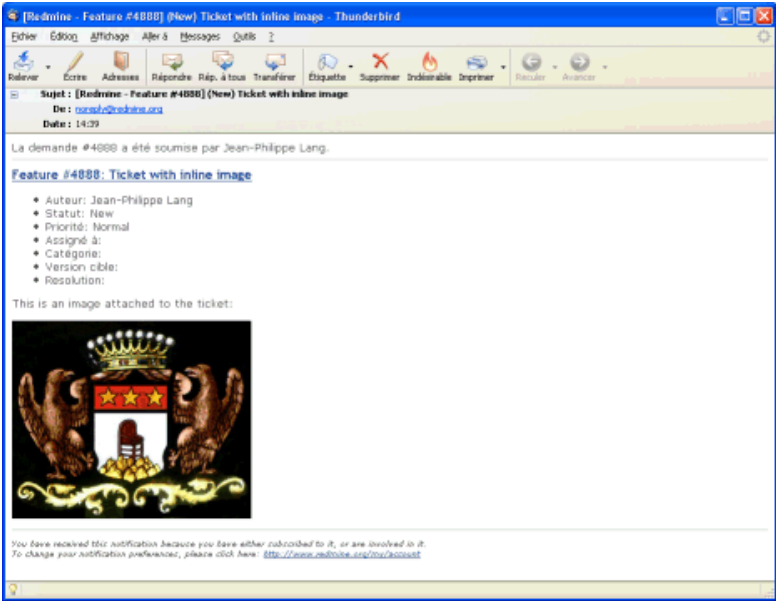 [Redmine - Feature #4888] (New) Ticket with inline image - Thunderbird
Fichier Édition Affichage Aller à Messages Outils ?
Relever Écrire Adresses Répondre Rép. à tous Transférer Étiquette Supprimer Indésirable Imprimer Reculer Avancer
Sujet : [Redmine - Feature #4888] (New) Ticket with inline image
De : noreply@redmine.org
Date : 14:39
La demande #4888 a été soumise par Jean-Philippe Lang.
Feature #4888: Ticket with inline image
• Auteur: Jean-Philippe Lang
• Statut: New
• Priorité: Normal
• Assigné à:
• Catégorie:
• Version cible:
• Resolution:
This is an image attached to the ticket:
You have received this notification because you have either subscribed to it, or are involved in it.
To change your notification preferences, please click here: http://www.redmine.org/my/account